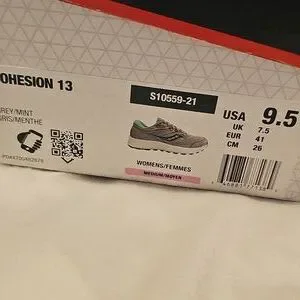 OHESION 13
S10559-21
REY/MINT
GRIS/MENTHE
USA 9.5
UK 7.5
EUR 41
CM 26
WOMENS/FEMMES
MEDIUM/MOYEN